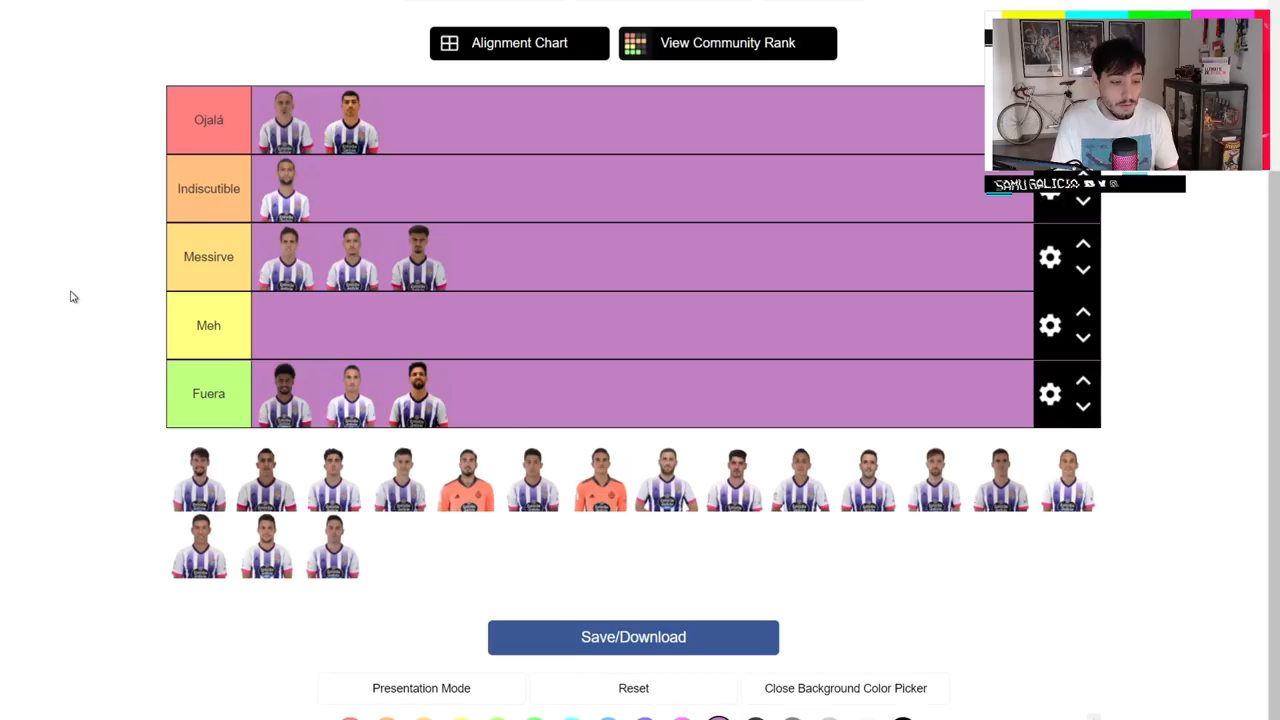 Alignment Chart
View Community Rank
Ojalá
Indiscutible
Messirve
Meh
Fuera
SAMU GALICIA
Save/Download
Presentation Mode
Reset
Close Background Color Picker